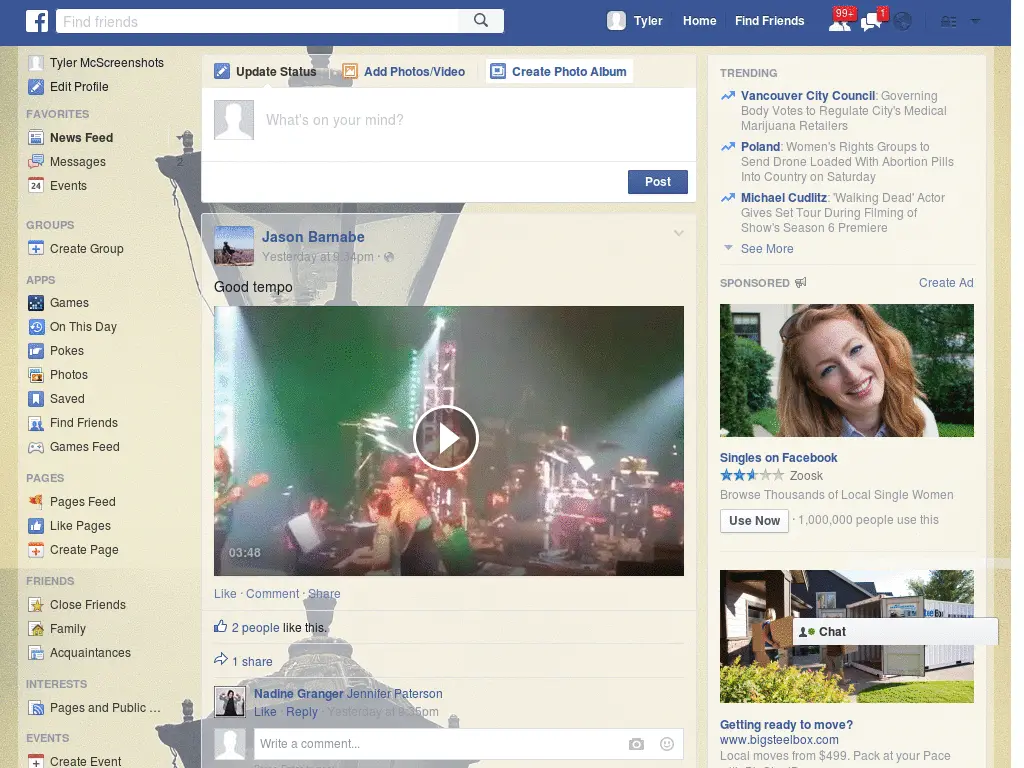 Find friends
Tyler
Home
Find Friends
99+
1
Tyler McScreenshots
Edit Profile
FAVORITES
News Feed
Messages
2
24
Events
GROUPS
Create Group
APPS
Games
On This Day
Pokes
Photos
Saved
Find Friends
Games Feed
PAGES
Pages Feed
Like Pages
Create Page
FRIENDS
Close Friends
Family
Acquaintances
INTERESTS
Pages and Public ...
EVENTS
Create Event
Update Status
Add Photos/Video
Create Photo Album
What's on your mind?
Post
Jason Barnabe
Yesterday at 9:34pm ·
Good tempo
03:48
Like · Comment · Share
2 people like this.
1 share
Nadine Granger Jennifer Paterson
Like · Reply · Yesterday at 9:35pm
Write a comment...
TRENDING
Vancouver City Council: Governing
Body Votes to Regulate City's Medical
Marijuana Retailers
Poland: Women's Rights Groups to
Send Drone Loaded With Abortion Pills
Into Country on Saturday
Michael Cudlitz: 'Walking Dead' Actor
Gives Set Tour During Filming of
Show's Season 6 Premiere
See More
SPONSORED
Create Ad
Singles on Facebook
Zoosk
Browse Thousands of Local Single Women
Use Now · 1,000,000 people use this
Chat
Getting ready to move?
www.bigsteelbox.com
Local moves from $499. Pack at your Pace